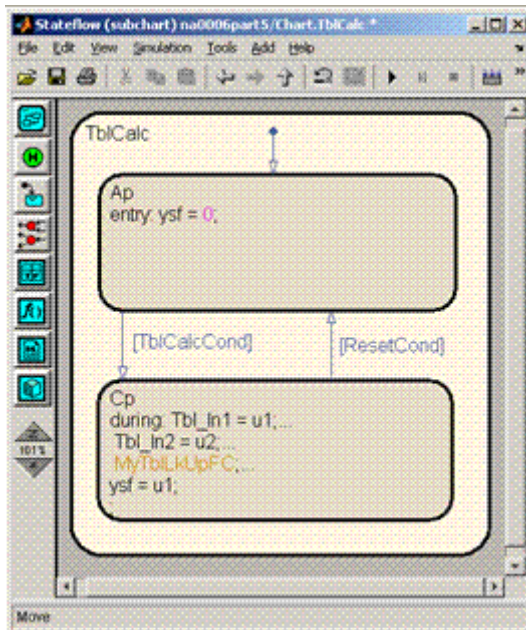 Stateflow (subchart) na0006part5/Chart.TblCalc *
File Edit View Simulation Tools Add Help
TblCalc
Ap
entry: ysf = 0;
[TblCalcCond]
[ResetCond]
Cp
during: Tbl_In1 = u1;...
Tbl_In2 = u2;...
MyTblLkUpFC;...
ysf = u1;
101%
Move